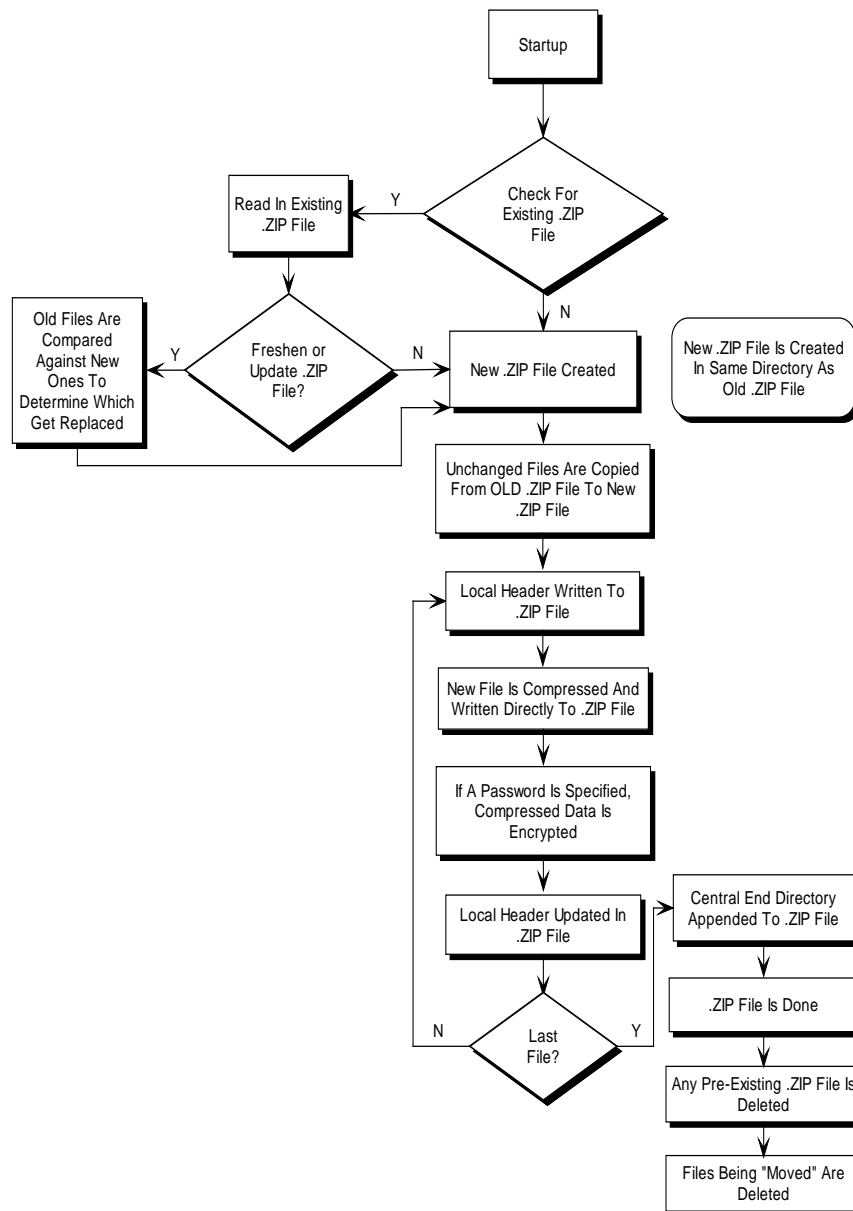 Startup
Check For
Existing .ZIP
File
Y
Read In Existing
.ZIP File
N
Freshen or
Update .ZIP
File?
Y
N
Old Files Are
Compared
Against New
Ones To
Determine Which
Get Replaced
New .ZIP File Created
New .ZIP File Is Created
In Same Directory As
Old .ZIP File
Unchanged Files Are Copied
From OLD .ZIP File To New
.ZIP File
Local Header Written To
.ZIP File
New File Is Compressed And
Written Directly To .ZIP File
If A Password Is Specified,
Compressed Data Is
Encrypted
Local Header Updated In
.ZIP File
Last
File?
N
Y
Central End Directory
Appended To .ZIP File
.ZIP File Is Done
Any Pre-Existing .ZIP File Is
Deleted
Files Being "Moved" Are
Deleted